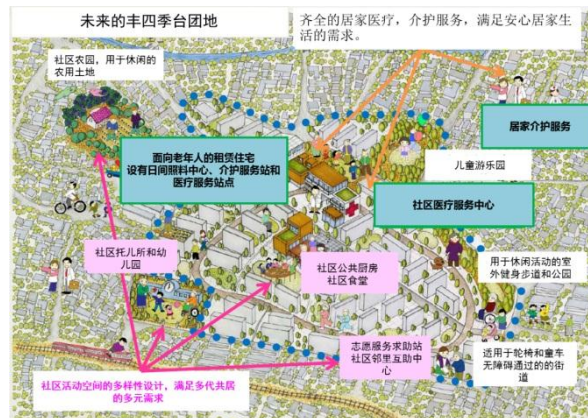 未来的丰四季台团地
齐全的居家医疗，介护服务，满足安心居家生
活的需求。
社区农园，用于休闲的
农用土地
居家介护服务
面向老年人的租赁住宅
设有日间照料中心、介护服务站和
医疗服务站点
儿童游乐园
社区医疗服务中心
社区托儿所和幼
儿园
社区公共厨房
社区食堂
用于休闲活动的室
外健身步道和公园
志愿服务求助站
社区邻里互助中
心
适用于轮椅和童车
无障碍通过的的街
道
社区活动空间的多样性设计，满足多代共居
的多元需求